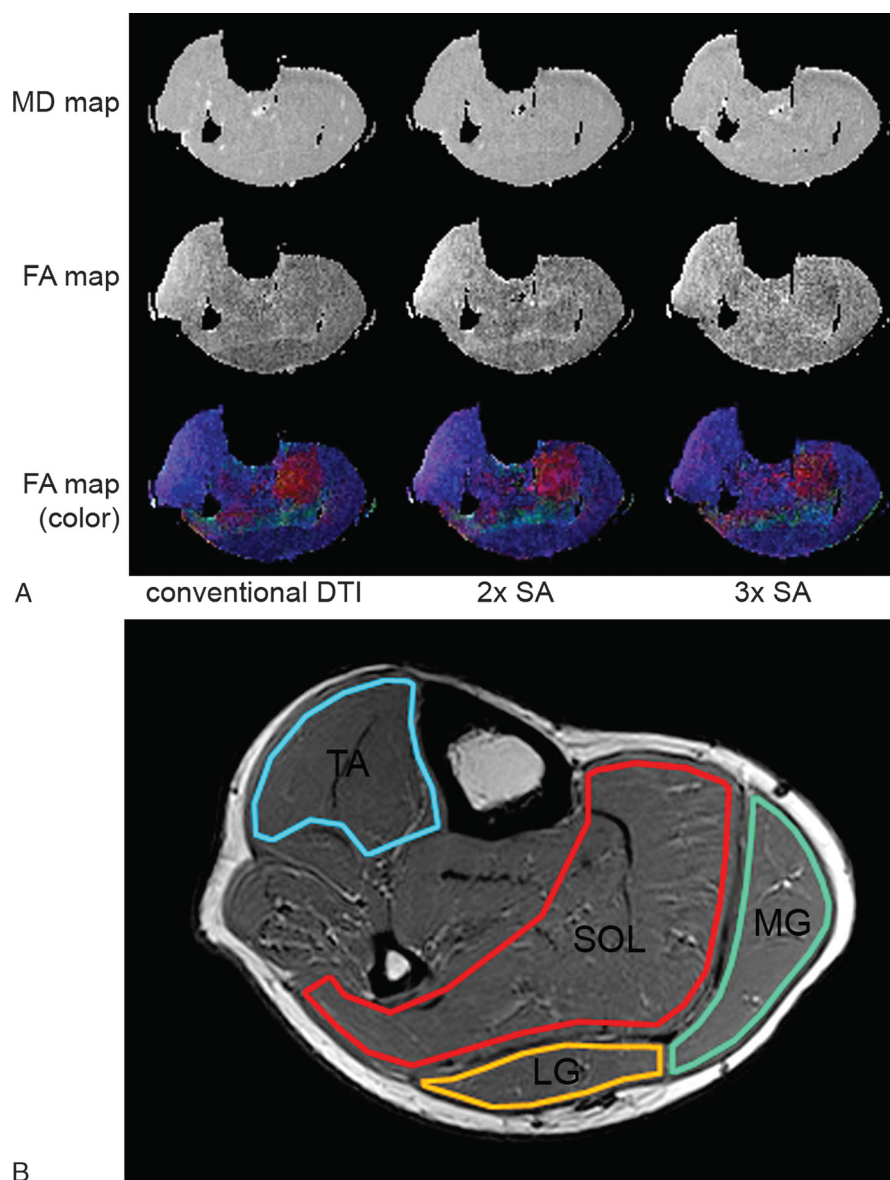 MD map
FA map
FA map
(color)
A
conventional DTI 2x SA 3x SA
TA
SOL
MG
LG
B